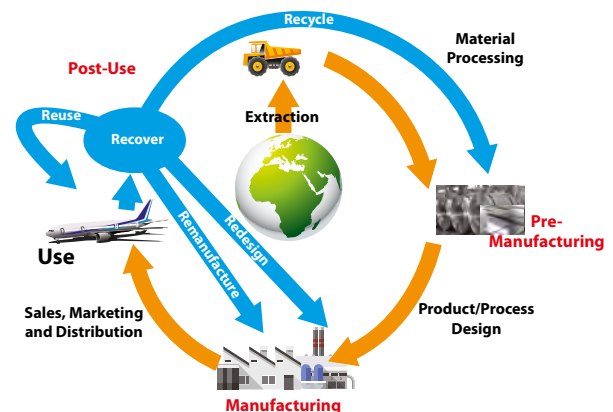 Recycle
Material
Processing
Post-Use
Reuse
Extraction
Recover
Pre-
Manufacturing
Use
Remanufacture
Redesign
Sales, Marketing
and Distribution
Product/Process
Design
Manufacturing